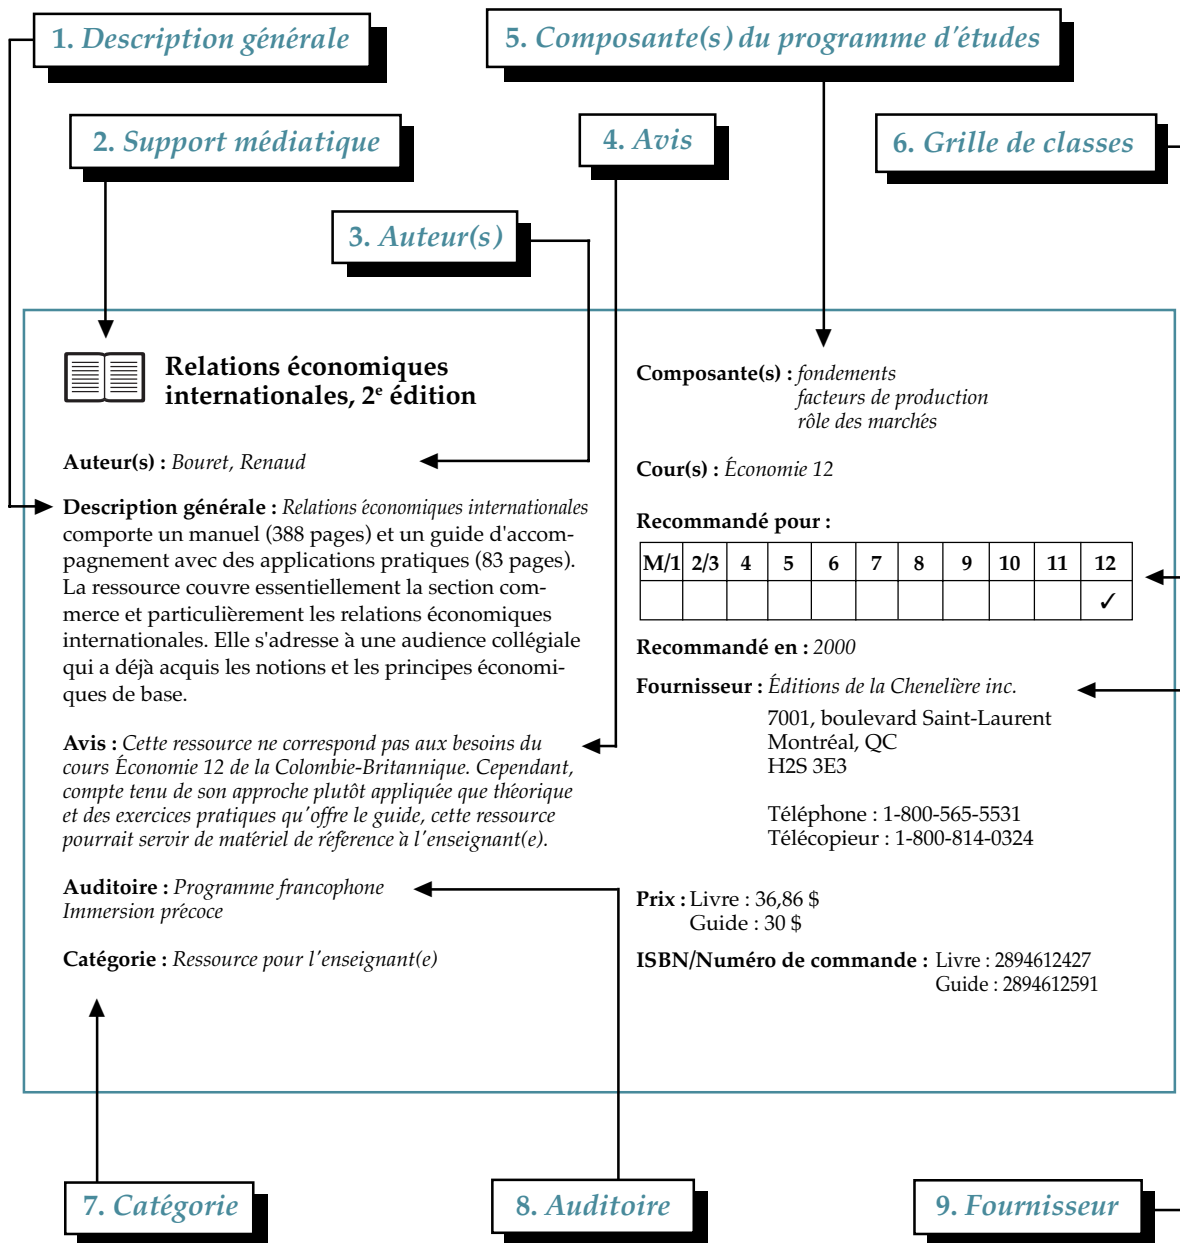 1. Description générale
5. Composante(s) du programme d'études
2. Support médiatique
4. Avis
6. Grille de classes
3. Auteur(s)
Relations économiques
internationales, 2e édition
Auteur(s) : Bouret, Renaud
Description générale : Relations économiques internationales
comporte un manuel (388 pages) et un guide d'accom-
pagnement avec des applications pratiques (83 pages).
La ressource couvre essentiellement la section com-
merce et particulièrement les relations économiques
internationales. Elle s'adresse à une audience collégiale
qui a déjà acquis les notions et les principes économi-
ques de base.
Avis : Cette ressource ne correspond pas aux besoins du
cours Économie 12 de la Colombie-Britannique. Cependant,
compte tenu de son approche plutôt appliquée que théorique
et des exercices pratiques qu'offre le guide, cette ressource
pourrait servir de matériel de référence à l'enseignant(e).
Auditoire : Programme francophone
Immersion précoce
Catégorie : Ressource pour l'enseignant(e)
Composante(s) : fondements
facteurs de production
rôle des marchés
Cour(s) : Économie 12
Recommandé pour :
M/1 2/3 4 5 6 7 8 9 10 11 12
✓
Recommandé en : 2000
Fournisseur : Éditions de la Chenelière inc.
7001, boulevard Saint-Laurent
Montréal, QC
H2S 3E3
Téléphone : 1-800-565-5531
Télécopieur : 1-800-814-0324
Prix : Livre : 36,86 $
Guide : 30 $
ISBN/Numéro de commande : Livre : 2894612427
Guide : 2894612591
7. Catégorie
8. Auditoire
9. Fournisseur